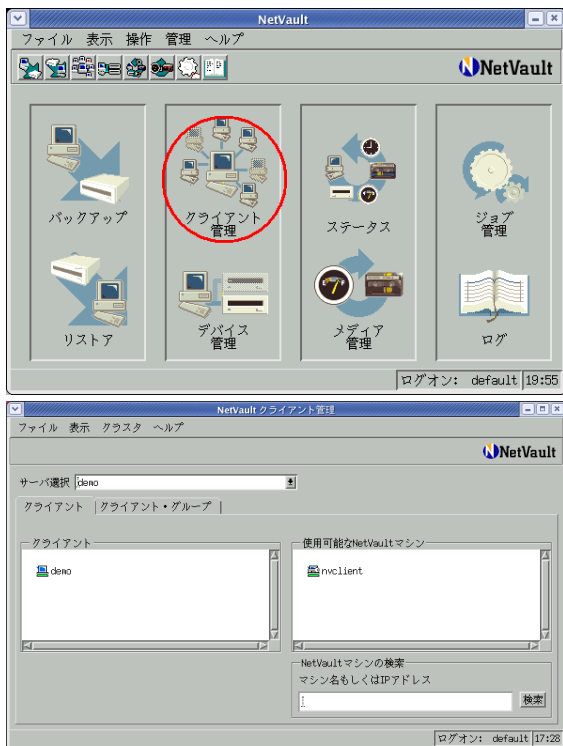 NetVault
ファイル 表示 操作 管理 ヘルプ
NetVault
バックアップ
クライアント
管理
ステータス
ジョブ
管理
リストア
デバイス
管理
メディア
管理
ログ
ログオン: default 19:55
NetVault クライアント管理
ファイル 表示 クラスタ ヘルプ
NetVault
サーバ選択 demo
クライアント クライアント・グループ
クライアント
使用可能なNetVaultマシン
demo
nvclient
NetVaultマシンの検索
マシン名もしくはIPアドレス
検索
ログオン: default 17:28